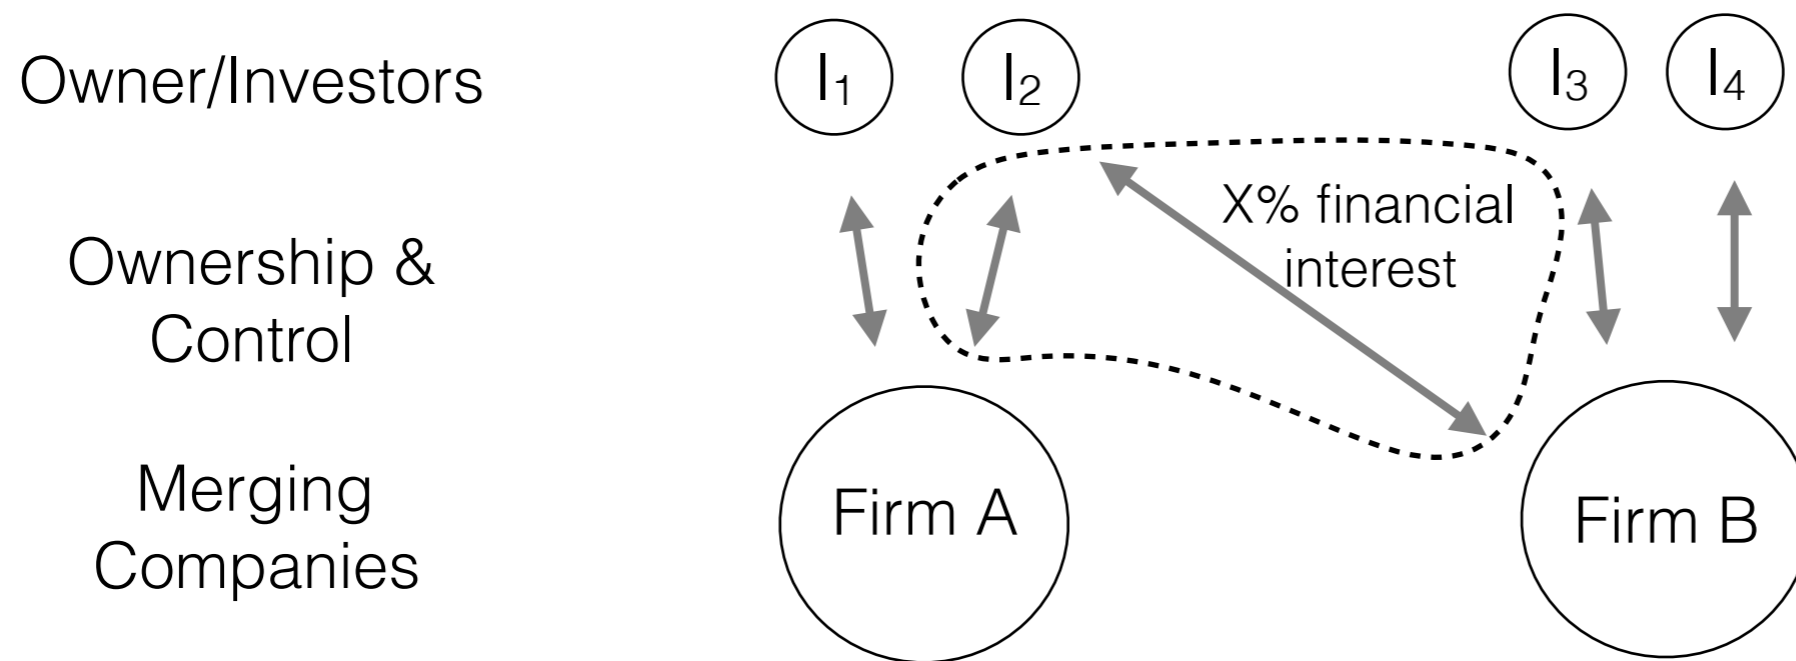 Owner/Investors
I₁
I₂
I₃
I₄
X% financial
interest
Ownership &
Control
Merging
Companies
Firm A
Firm B